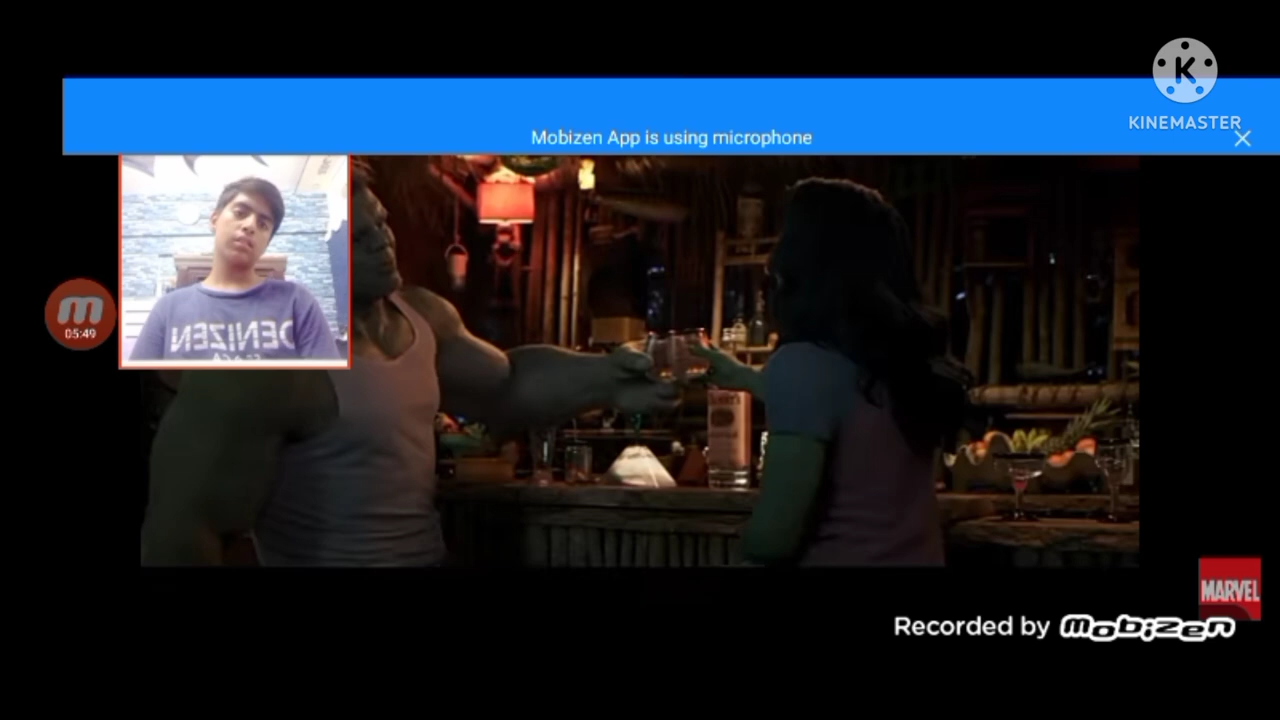 KINEMASTER
Mobizen App is using microphone
DENIZEN
05:49
MARVEL
Recorded by mobizen